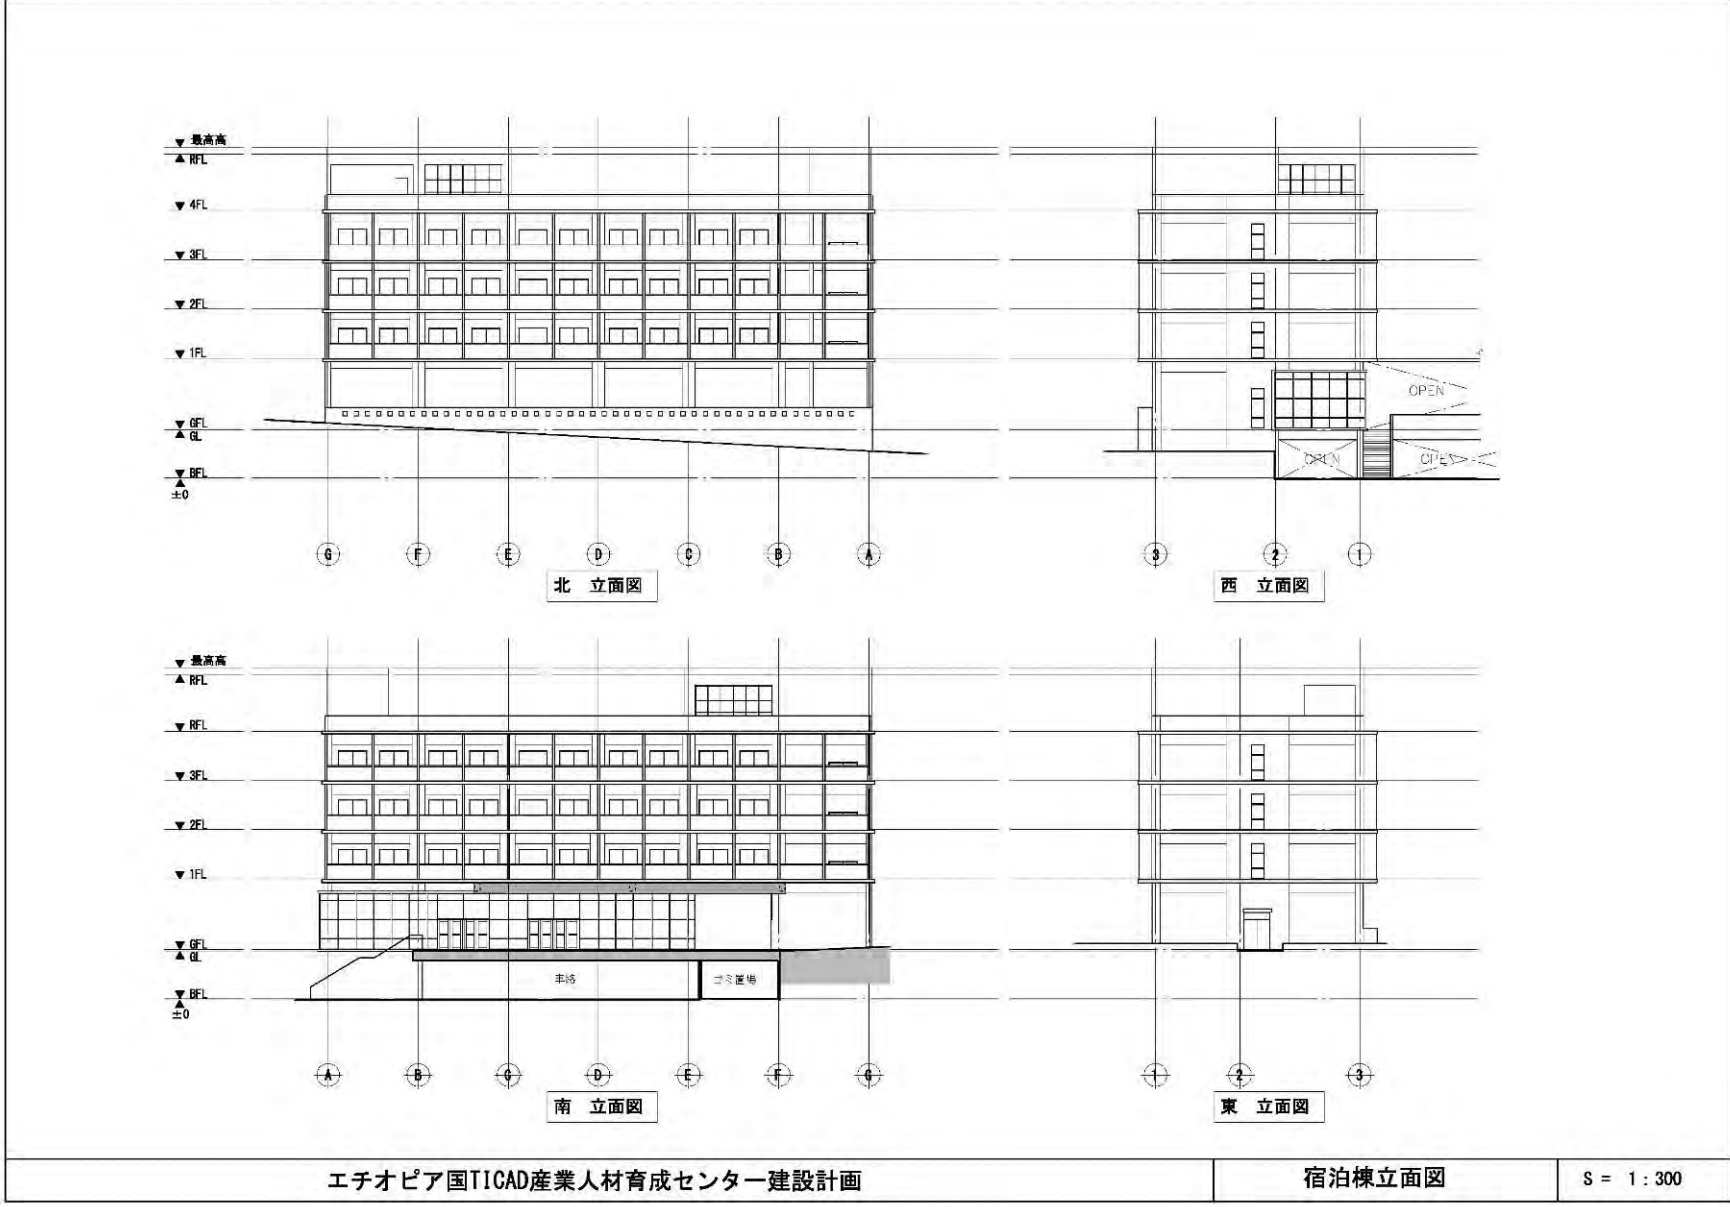 ▼ 最高高
▲ RFL
▼ 4FL
▼ 3FL
▼ 2FL
▼ 1FL
▼ GFL
▲ GL
▼ BFL
▲
±0
OPEN
OPEN
OPEN
G F E D C B A
3 2 1
北 立面図
西 立面図
▼ 最高高
▲ RFL
▼ RFL
▼ 3FL
▼ 2FL
▼ 1FL
▼ GFL
▲ GL
▼ BFL
▲
±0
車路
ゴミ置場
A B C D E F G
1 2 3
南 立面図
東 立面図
エチオピア国TICAD産業人材育成センター建設計画
宿泊棟立面図
S = 1:300